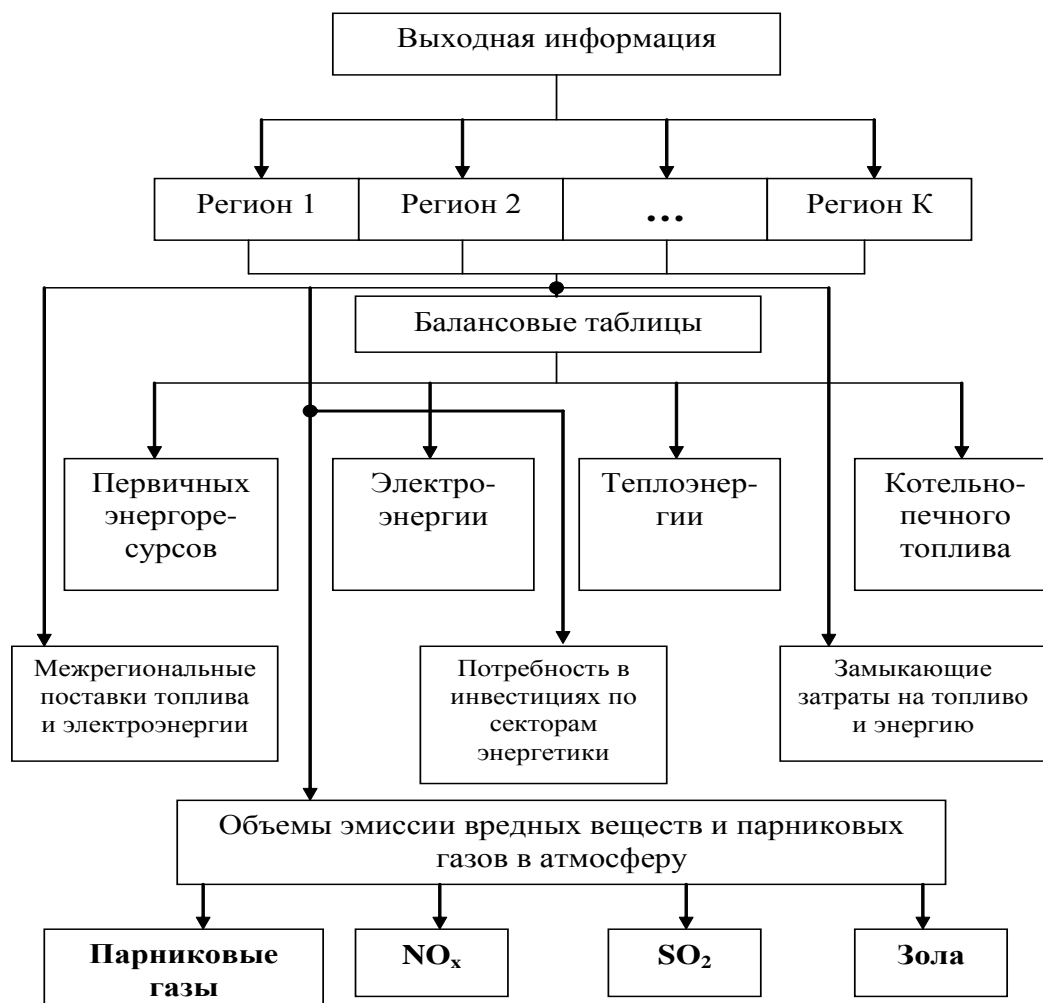 Выходная информация
Регион 1
Регион 2
...
Регион К
Балансовые таблицы
Первичных
энергоре-
сурсов
Электро-
энергии
Теплоэнер-
гии
Котельно-
печного
топлива
Межрегиональные
поставки топлива
и электроэнергии
Потребность в
инвестициях по
секторам
энергетики
Замыкающие
затраты на топливо
и энергию
Объемы эмиссии вредных веществ и парниковых
газов в атмосферу
Парниковые
газы
NOₓ
SO₂
Зола